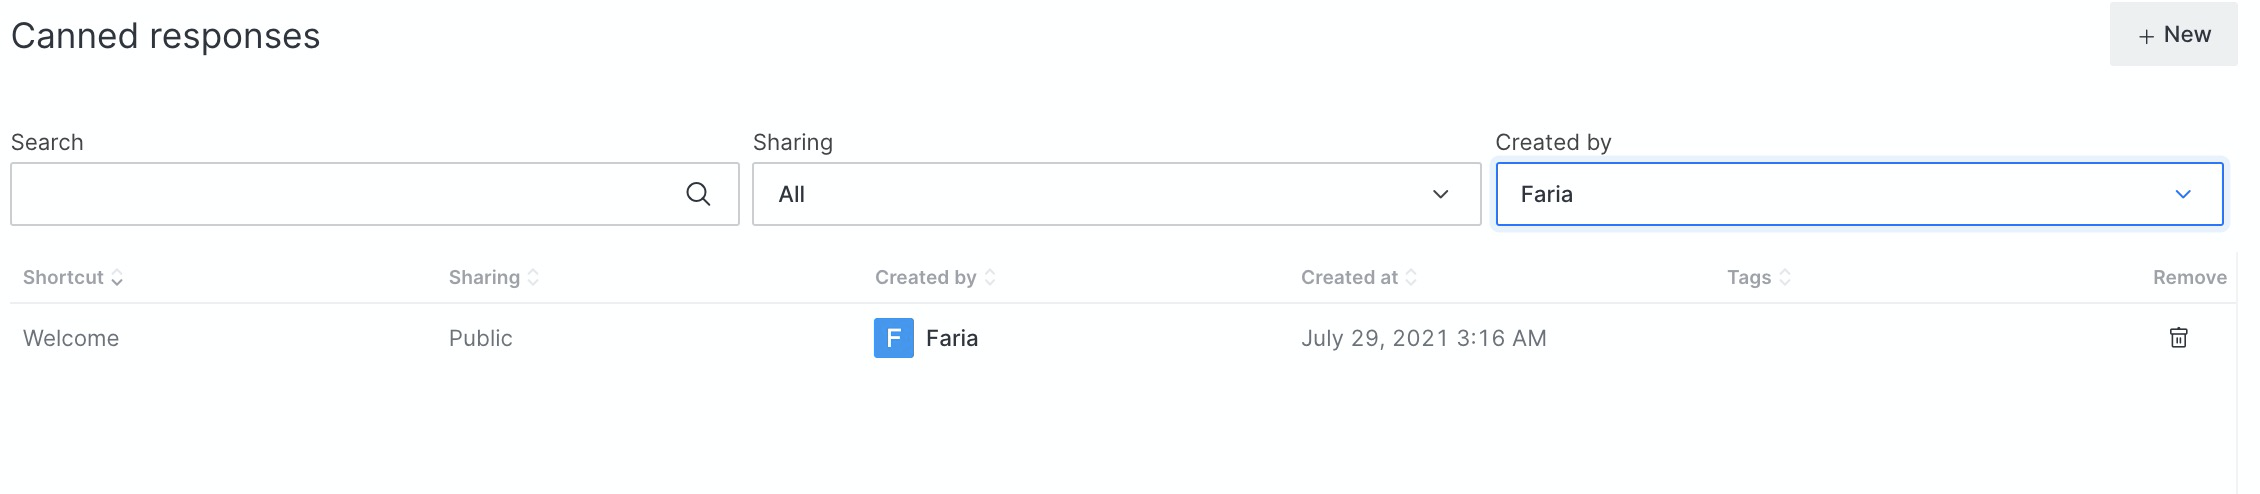 Canned responses
+ New
Search Sharing Created by
All Faria
Shortcut Sharing Created by Created at Tags Remove
Welcome Public F Faria July 29, 2021 3:16 AM